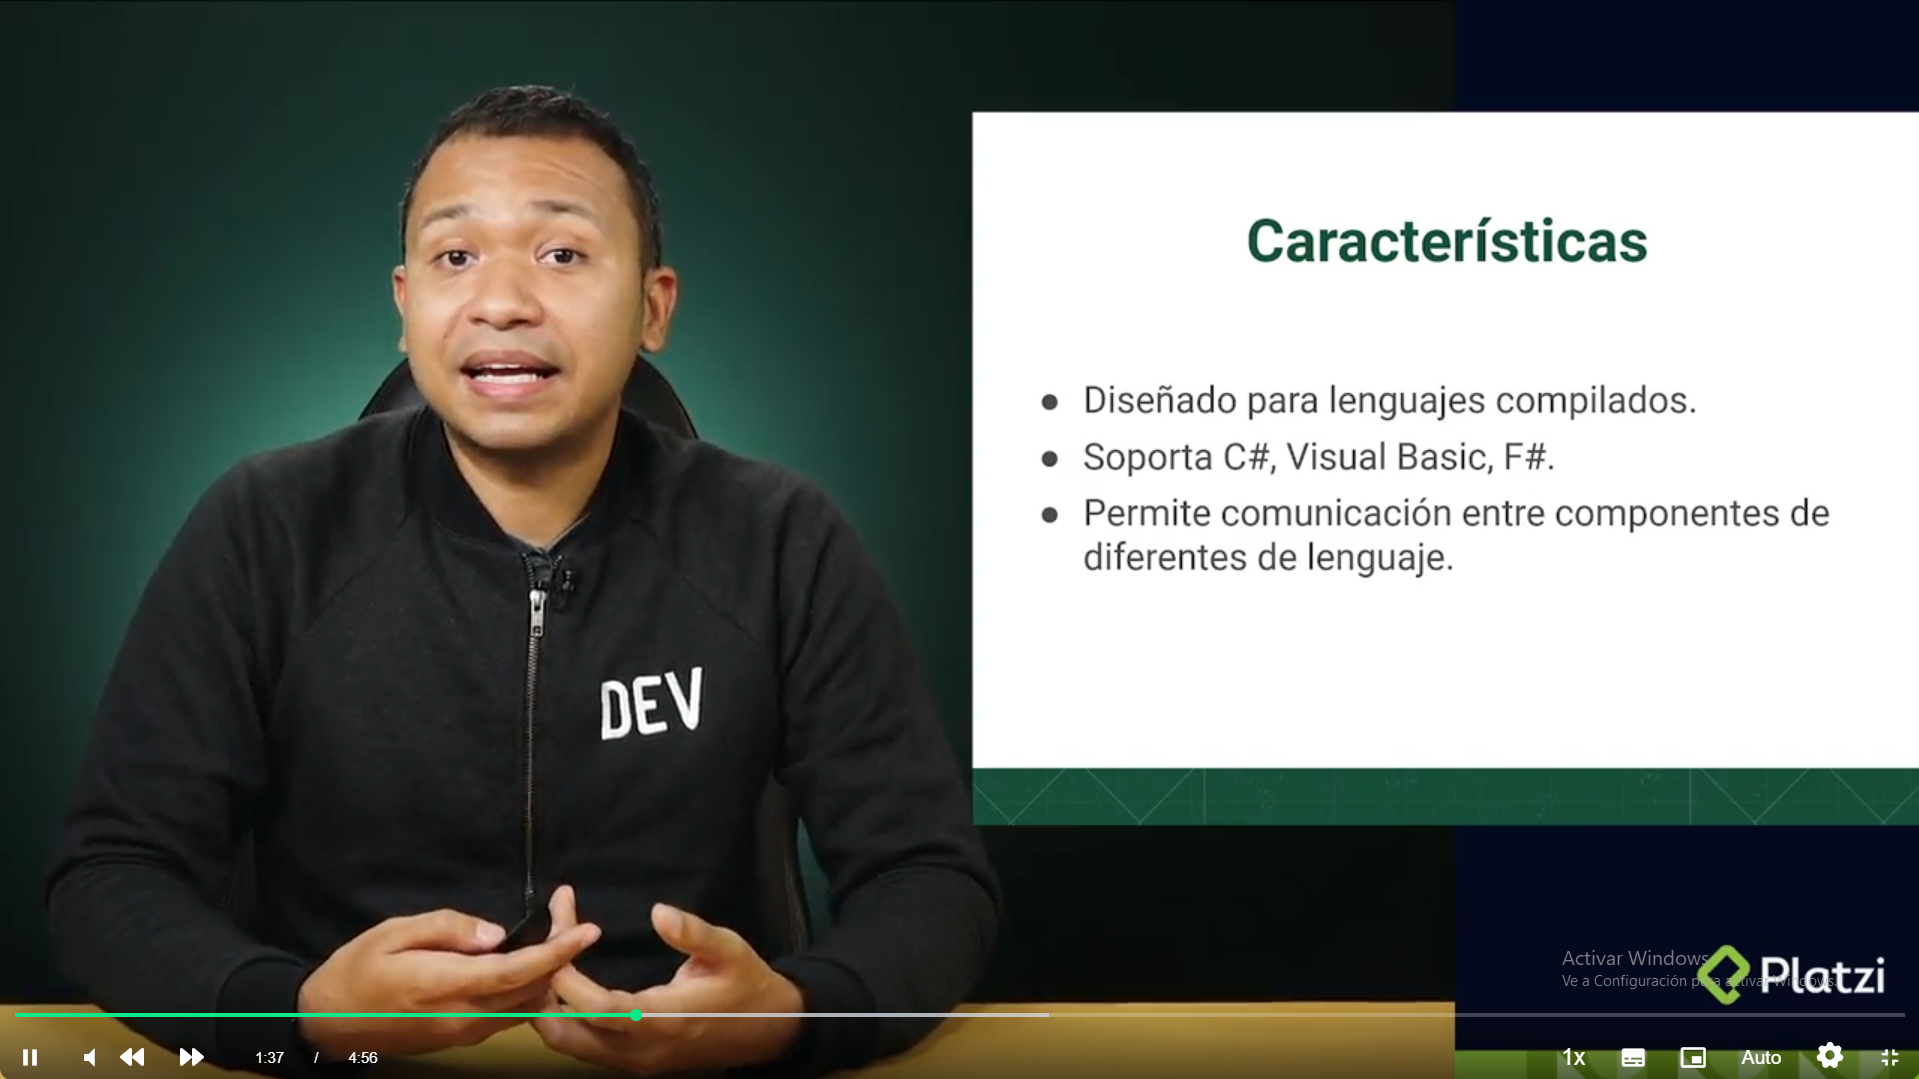 Características
● Diseñado para lenguajes compilados.
● Soporta C#, Visual Basic, F#.
● Permite comunicación entre componentes de
diferentes de lenguaje.
DEV
Activar Windows
Ve a Configuración para activar Windows.
Platzi
1:37 / 4:56
1x
Auto